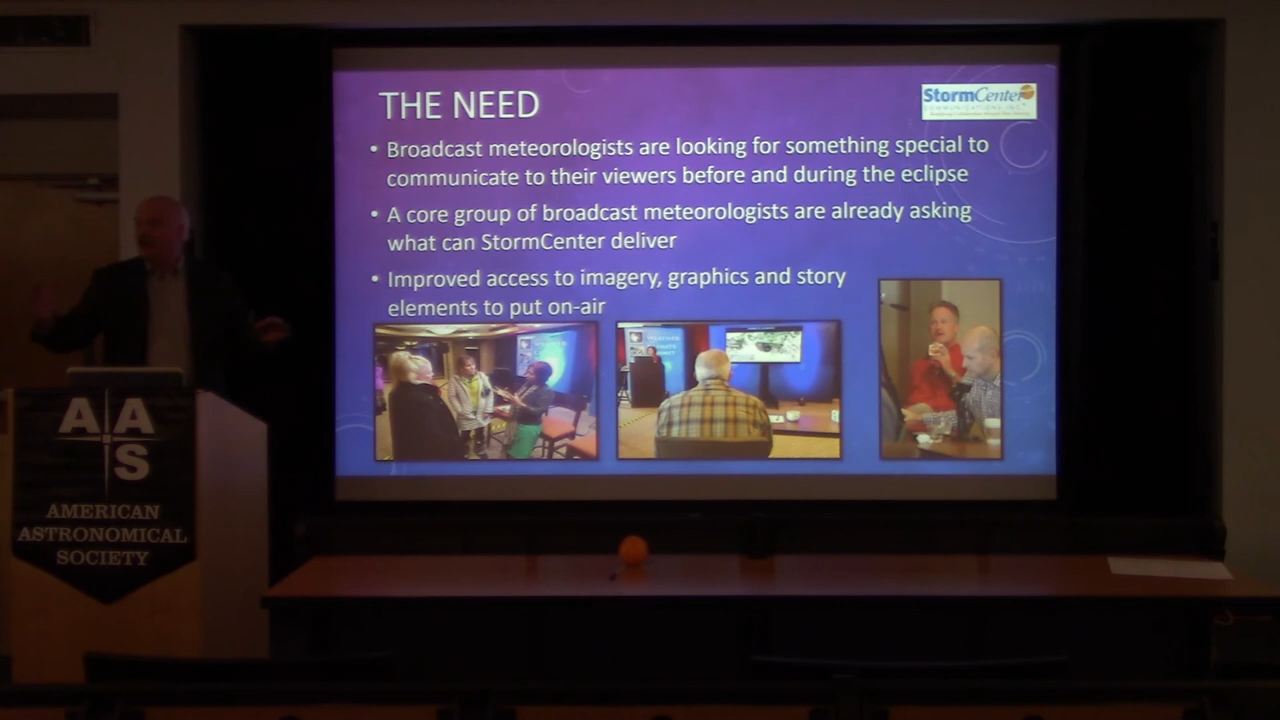 THE NEED
StormCenter
COMMUNICATIONS, INC.
• Broadcast meteorologists are looking for something special to
communicate to their viewers before and during the eclipse
• A core group of broadcast meteorologists are already asking
what can StormCenter deliver
• Improved access to imagery, graphics and story
elements to put on-air
A A
S
AMERICAN
ASTRONOMICAL
SOCIETY